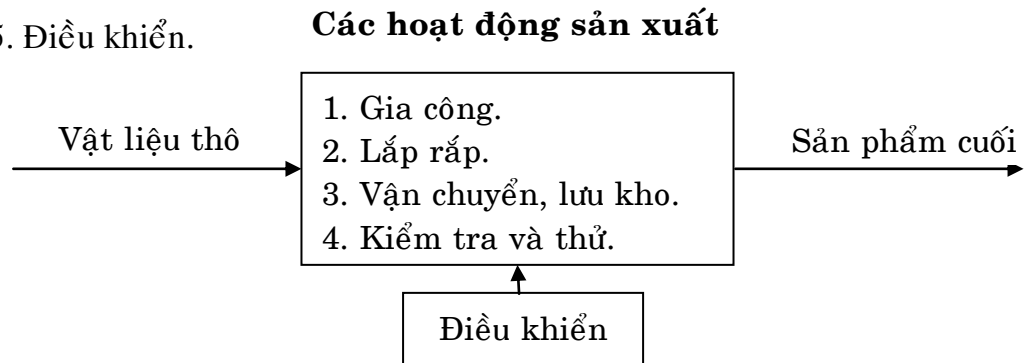 5. Điều khiển.
Các hoạt động sản xuất
Vật liệu thô
1. Gia công.
2. Lắp rắp.
3. Vận chuyển, lưu kho.
4. Kiểm tra và thử.
Sản phẩm cuối
Điều khiển